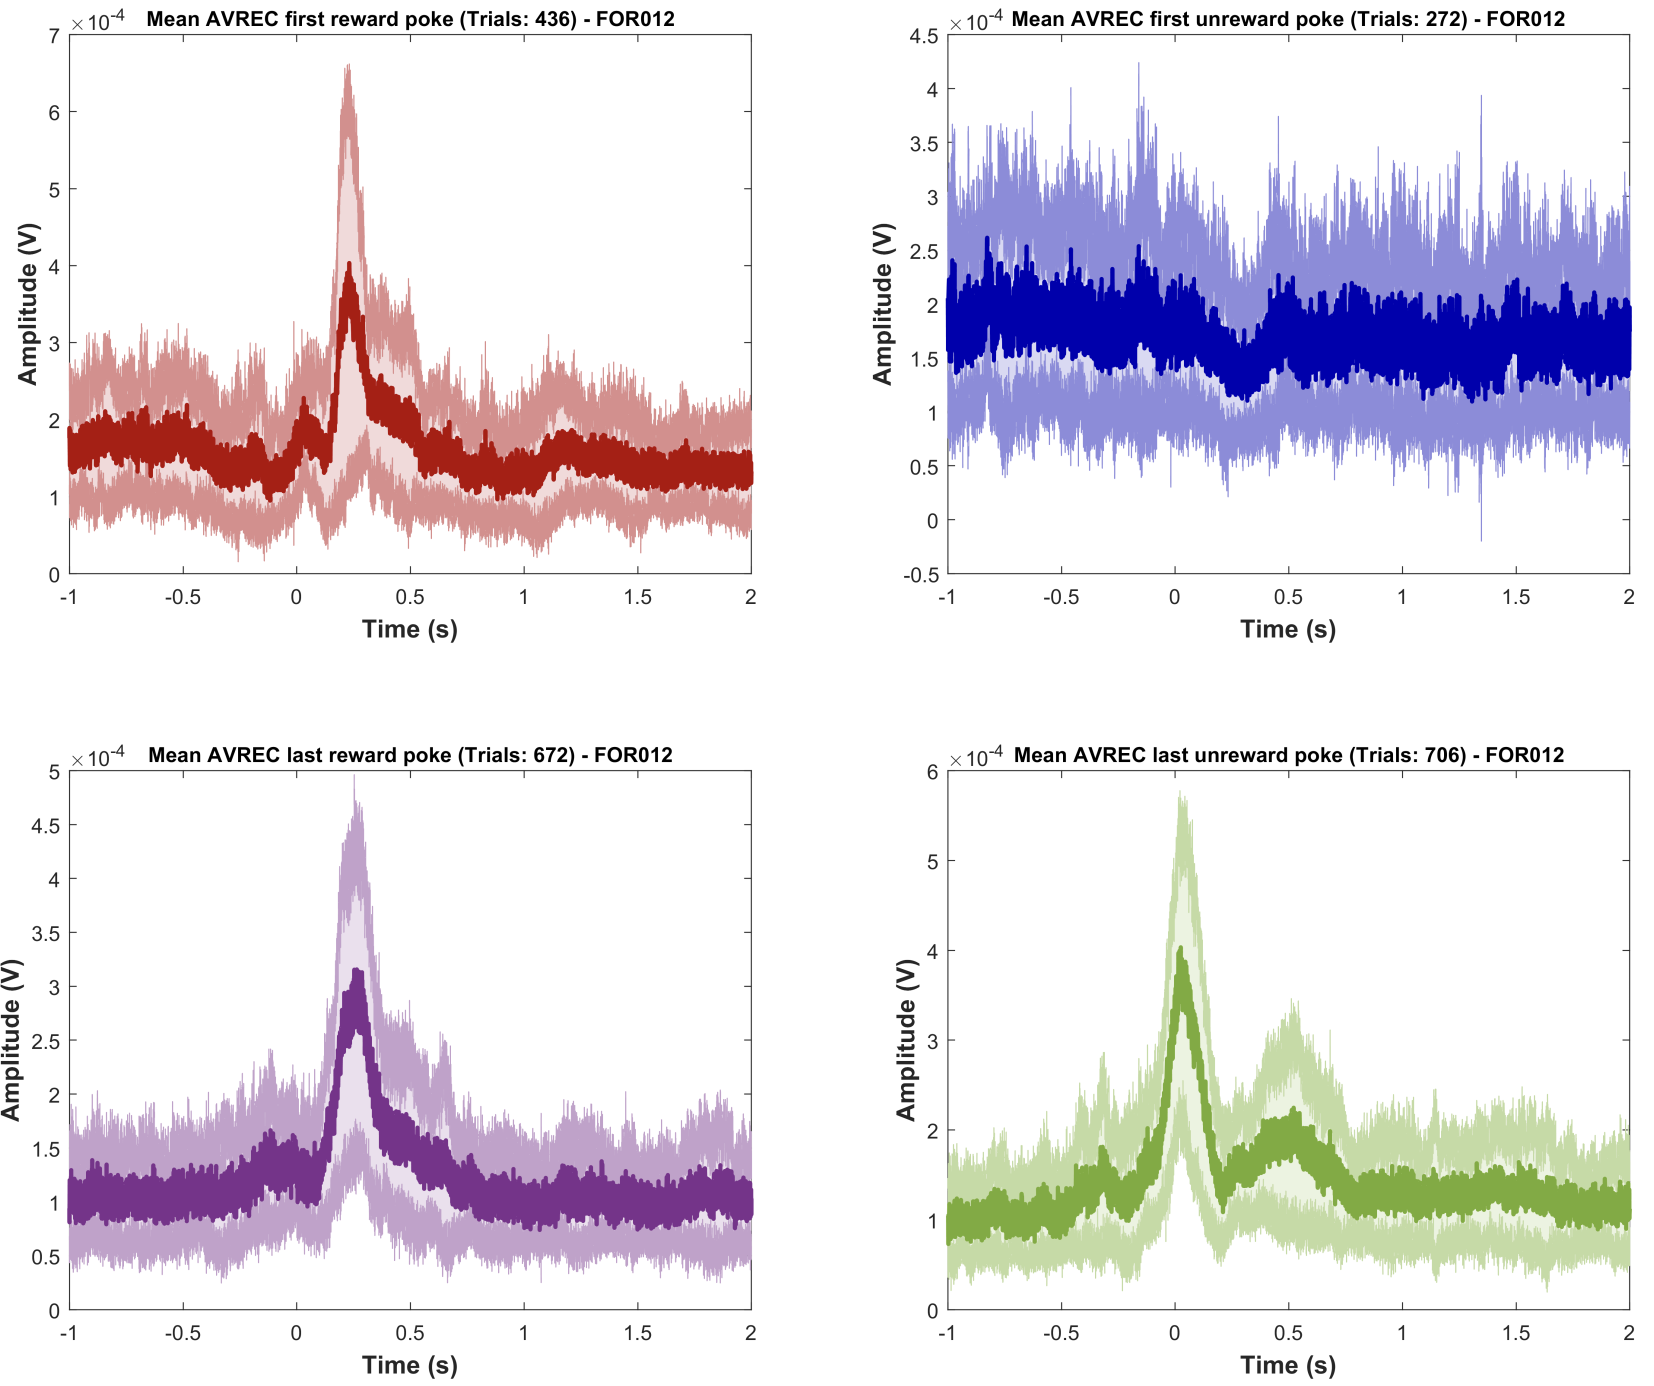 ×10-4 Mean AVREC first reward poke (Trials: 436) - FOR012
7
6
5
4
3
2
1
0
Amplitude (V)
-1 -0.5 0 0.5 1 1.5 2
Time (s)
×10-4 Mean AVREC first unreward poke (Trials: 272) - FOR012
4.5
4
3.5
3
2.5
2
1.5
1
0.5
0
-0.5
Amplitude (V)
-1 -0.5 0 0.5 1 1.5 2
Time (s)
×10-4 Mean AVREC last reward poke (Trials: 672) - FOR012
5
4.5
4
3.5
3
2.5
2
1.5
1
0.5
0
Amplitude (V)
-1 -0.5 0 0.5 1 1.5 2
Time (s)
×10-4 Mean AVREC last unreward poke (Trials: 706) - FOR012
6
5
4
3
2
1
0
Amplitude (V)
-1 -0.5 0 0.5 1 1.5 2
Time (s)